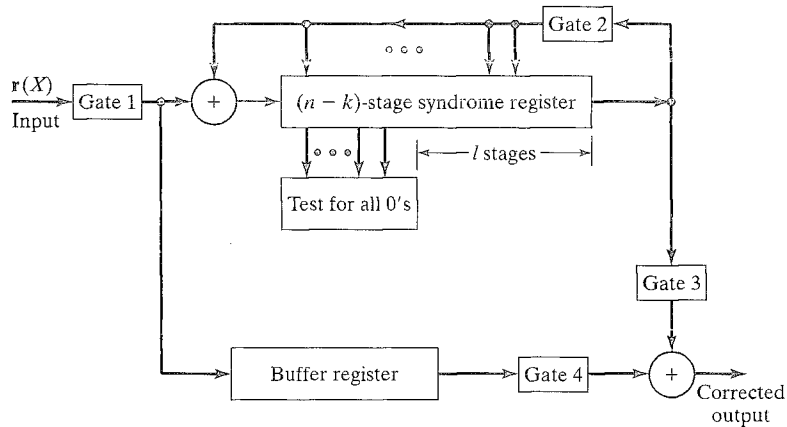 Gate 2
r(X)
Input
Gate 1
+
(n − k)-stage syndrome register
l stages
Test for all 0's
Gate 3
Buffer register
Gate 4
+
Corrected
output